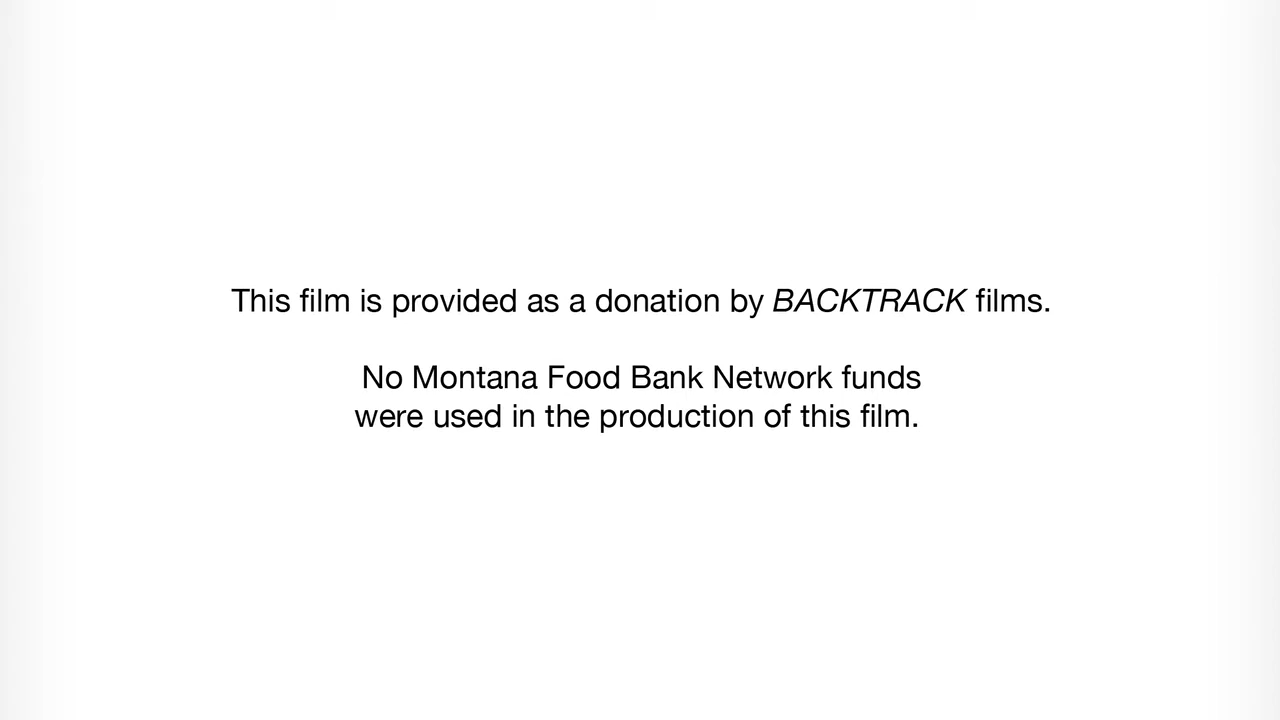 This film is provided as a donation by BACKTRACK films.
No Montana Food Bank Network funds
were used in the production of this film.